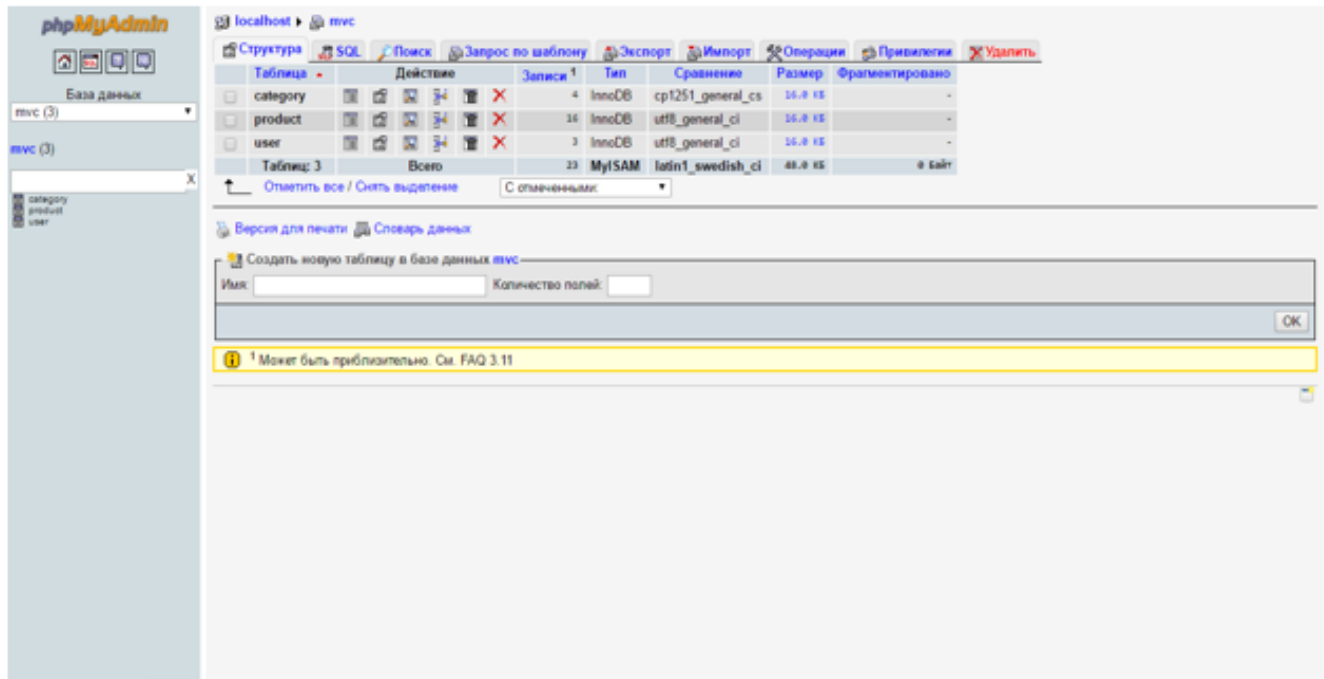 phpMyAdmin
База данных
mvc (3)
mvc (3)
X
category
product
user
localhost ▸ mvc
Структура SQL Поиск Запрос по шаблону Экспорт Импорт Операции Привилегии Удалить
Таблица Действие Записи 1 Тип Сравнение Размер Фрагментировано
category 4 InnoDB cp1251_general_cs 16.0 КБ -
product 16 InnoDB utf8_general_ci 16.0 КБ -
user 3 InnoDB utf8_general_ci 16.0 КБ -
Таблиц: 3 Всего 23 MyISAM latin1_swedish_ci 48.0 КБ 0 Байт
Отметить все / Снять выделение С отмеченными:
Версия для печати Словарь данных
Создать новую таблицу в базе данных mvc
Имя: Количество полей:
OK
1 Может быть приблизительно. См. FAQ 3.11